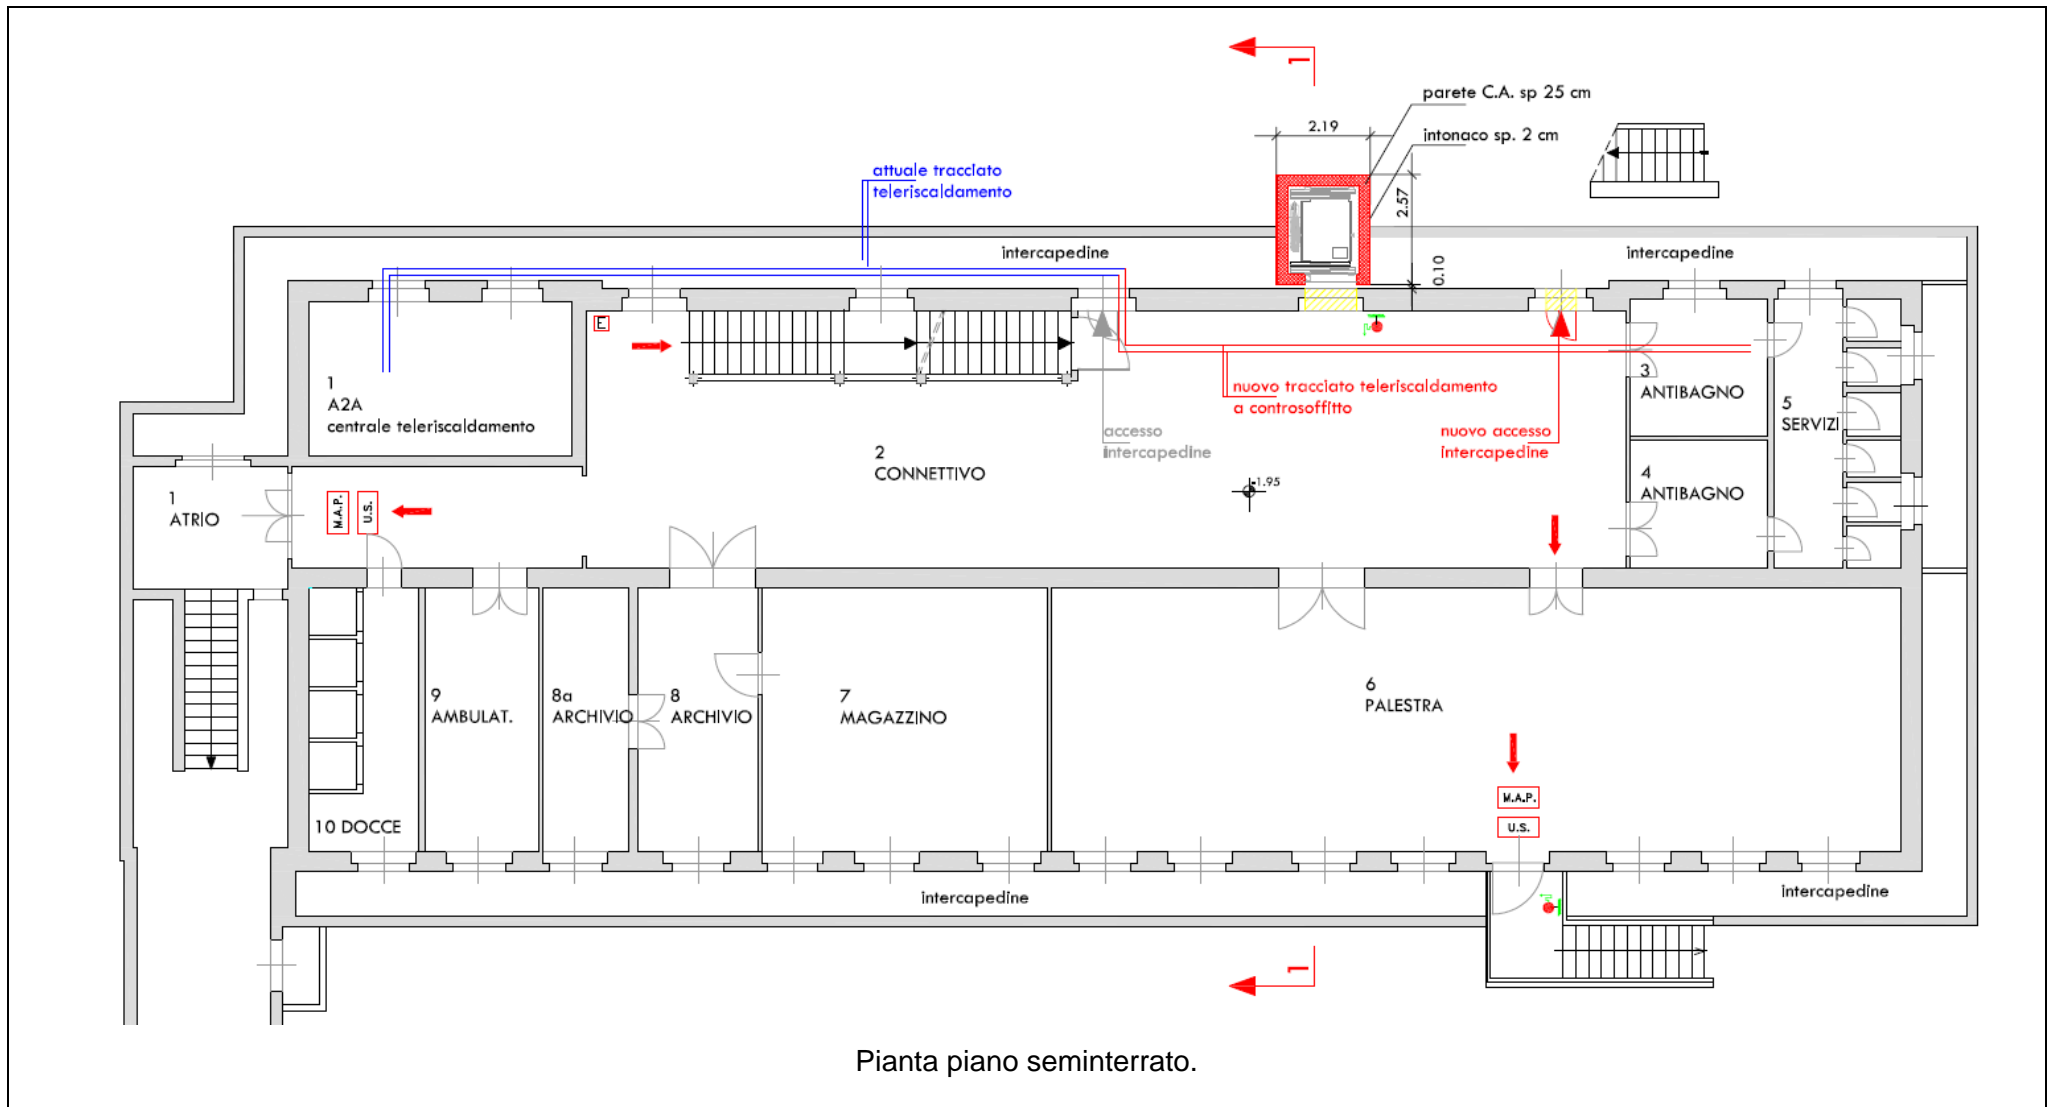 1
parete C.A. sp 25 cm
2.19
intonaco sp. 2 cm
attuale tracciato
teleriscaldamento
2.57
intercapedine
intercapedine
0.10
E
1
A2A
centrale teleriscaldamento
nuovo tracciato teleriscaldamento
a controsoffitto
3
ANTIBAGNO
5
SERVIZI
accesso
intercapedine
nuovo accesso
intercapedine
2
CONNETTIVO
4
ANTIBAGNO
-1.95
1
ATRIO
M.A.P.
U.S.
9
AMBULAT.
8a
ARCHIVIO
8
ARCHIVIO
7
MAGAZZINO
6
PALESTRA
M.A.P.
U.S.
10 DOCCE
intercapedine
intercapedine
1
Pianta piano seminterrato.